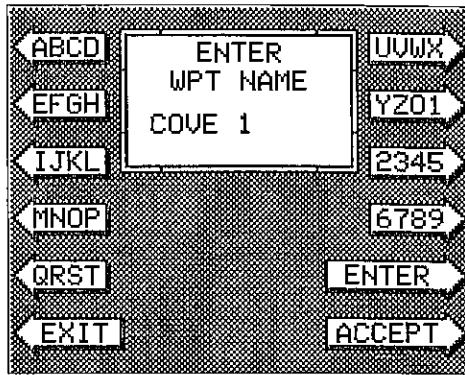 ABCD
EFGH
IJKL
MNOP
QRST
EXIT
ENTER
WPT NAME
COVE 1
UVWX
YZ01
2345
6789
ENTER
ACCEPT